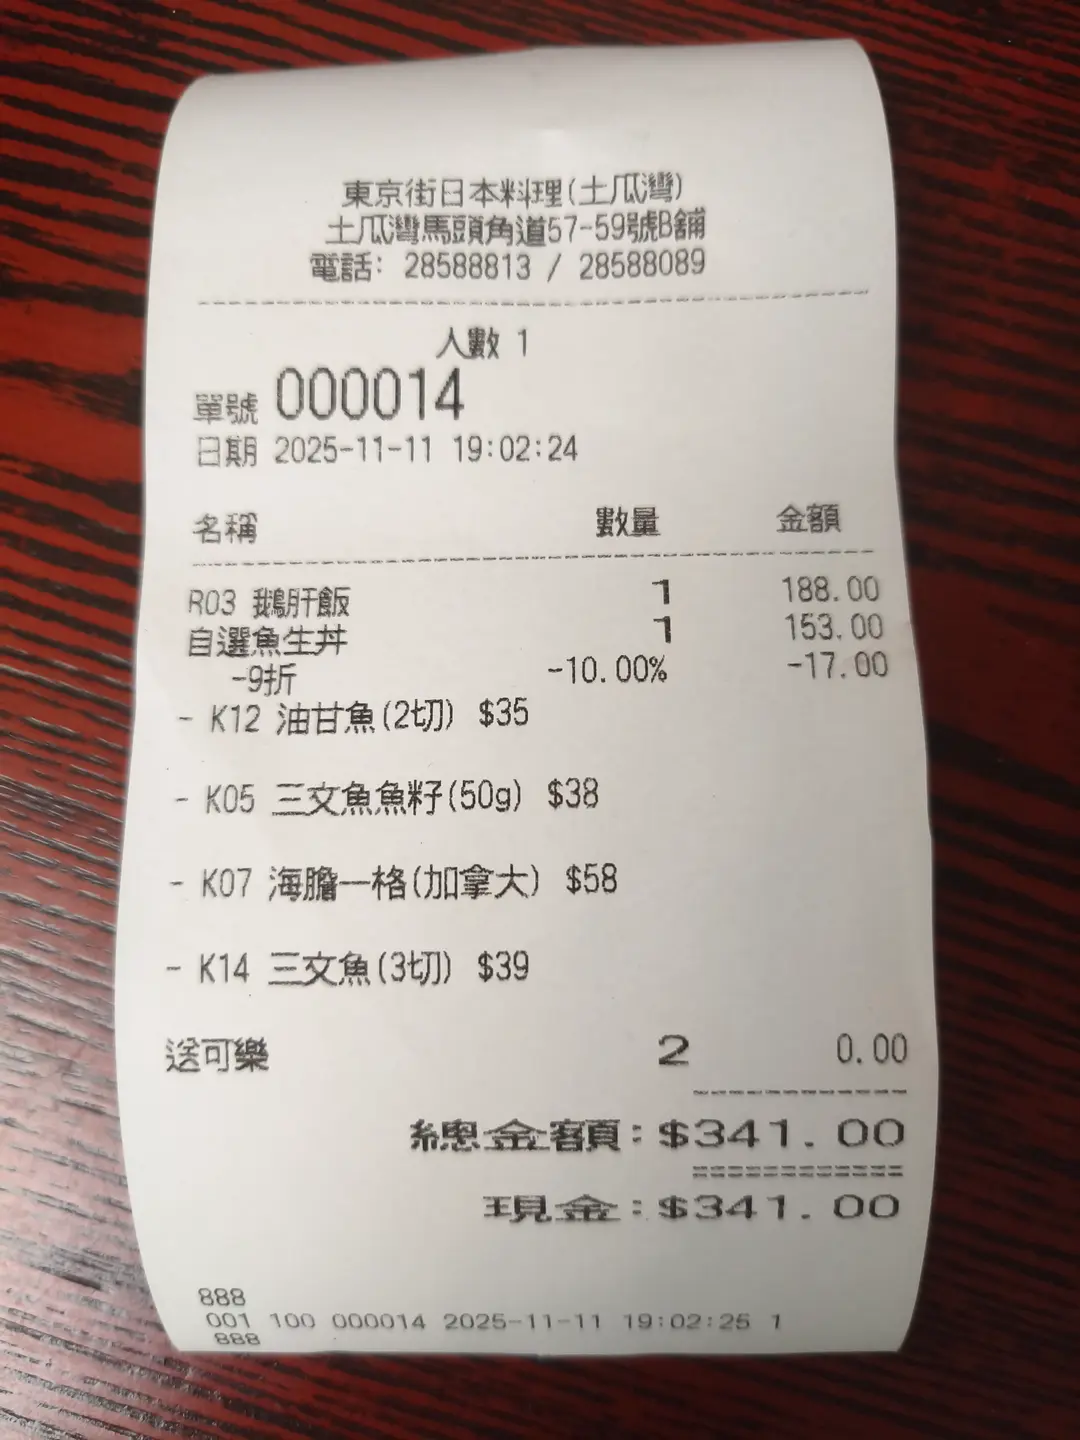 東京街日本料理(土瓜灣)
土瓜灣馬頭角道57-59號B舖
電話: 28588813 / 28588089
人數 1
單號 000014
日期 2025-11-11 19:02:24
名稱 數量 金額
R03 鵝肝飯 1 188.00
自選魚生丼 1 153.00
-9折 -10.00% -17.00
- K12 油甘魚(2切) $35
- K05 三文魚魚籽(50g) $38
- K07 海膽一格(加拿大) $58
- K14 三文魚(3切) $39
送可樂 2 0.00
總金額:$341.00
現金:$341.00
888
001 100 000014 2025-11-11 19:02:25 1
888